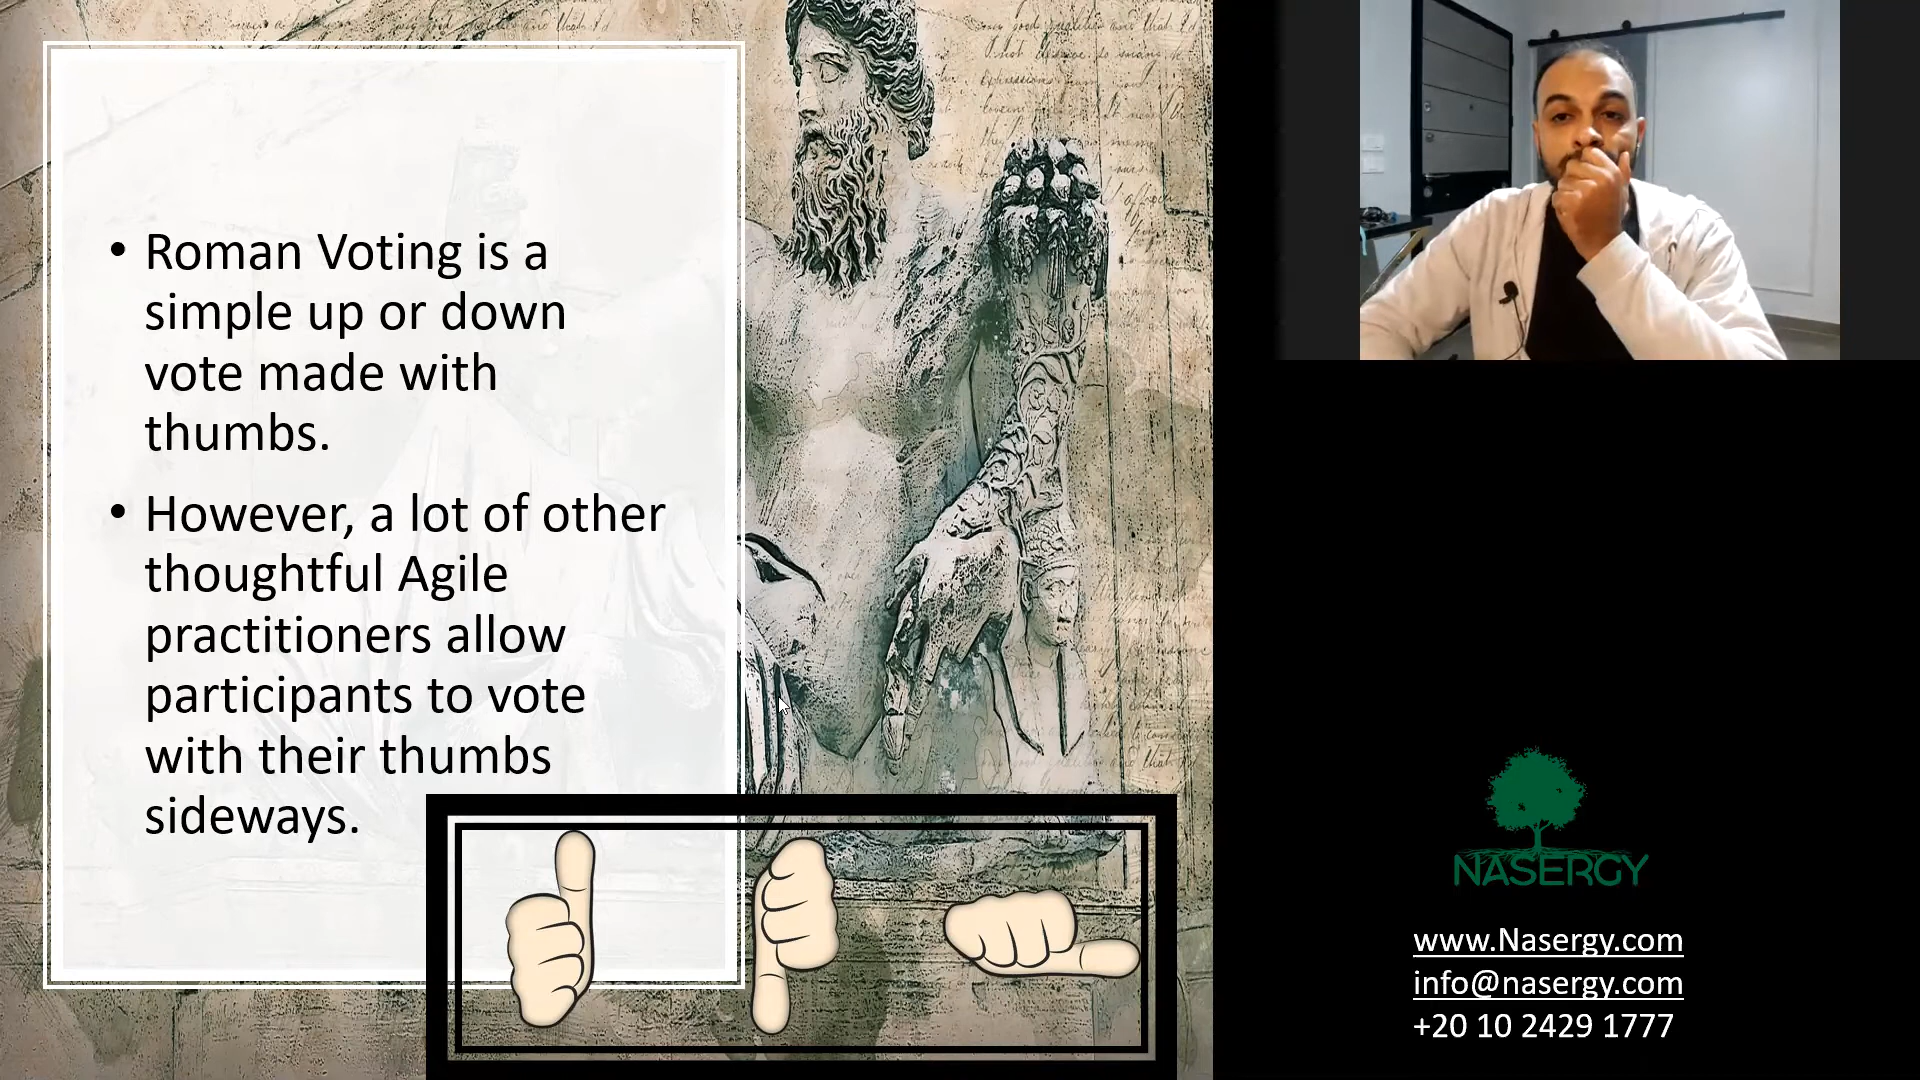 • Roman Voting is a
simple up or down
vote made with
thumbs.
• However, a lot of other
thoughtful Agile
practitioners allow
participants to vote
with their thumbs
sideways.
NASERGY
www.Nasergy.com
info@nasergy.com
+20 10 2429 1777